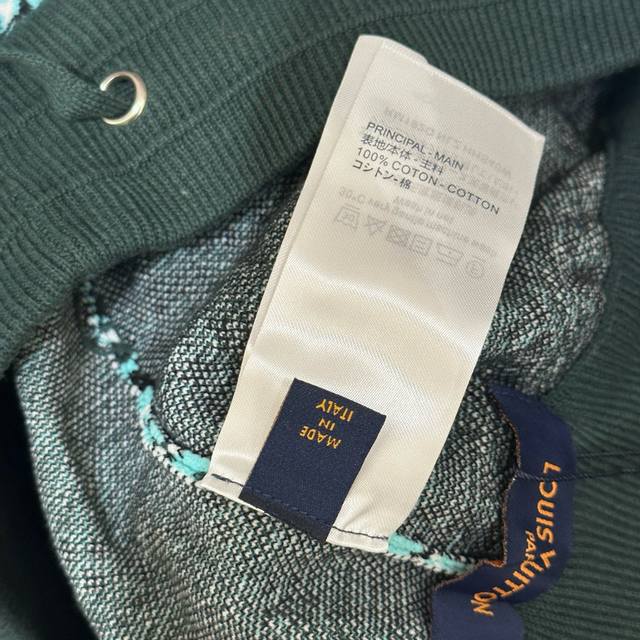 PRINCIPAL - MAIN
表地/本体 - 主料
100% COTON - COTTON
コットン - 棉
MADE
IN
ITALY
LOUIS VUITTON
PARIS